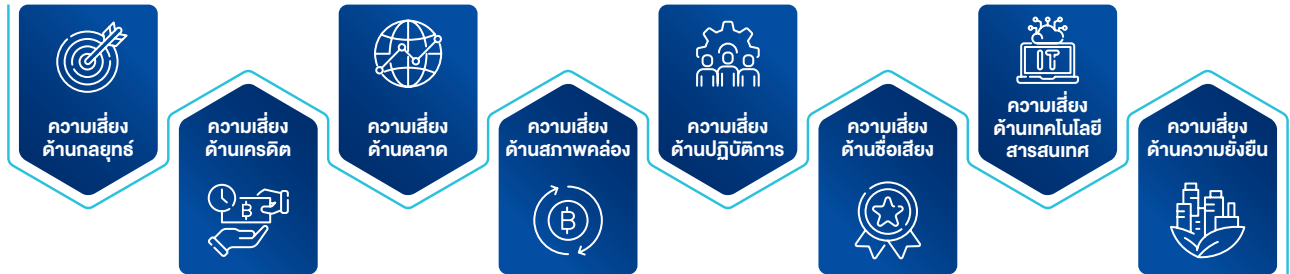 ความเสี่ยง
ด้านกลยุทธ์
ความเสี่ยง
ด้านเครดิต
฿
ความเสี่ยง
ด้านตลาด
ความเสี่ยง
ด้านสภาพคล่อง
฿
ความเสี่ยง
ด้านปฏิบัติการ
ความเสี่ยง
ด้านชื่อเสียง
IT
ความเสี่ยง
ด้านเทคโนโลยี
สารสนเทศ
ความเสี่ยง
ด้านความยั่งยืน